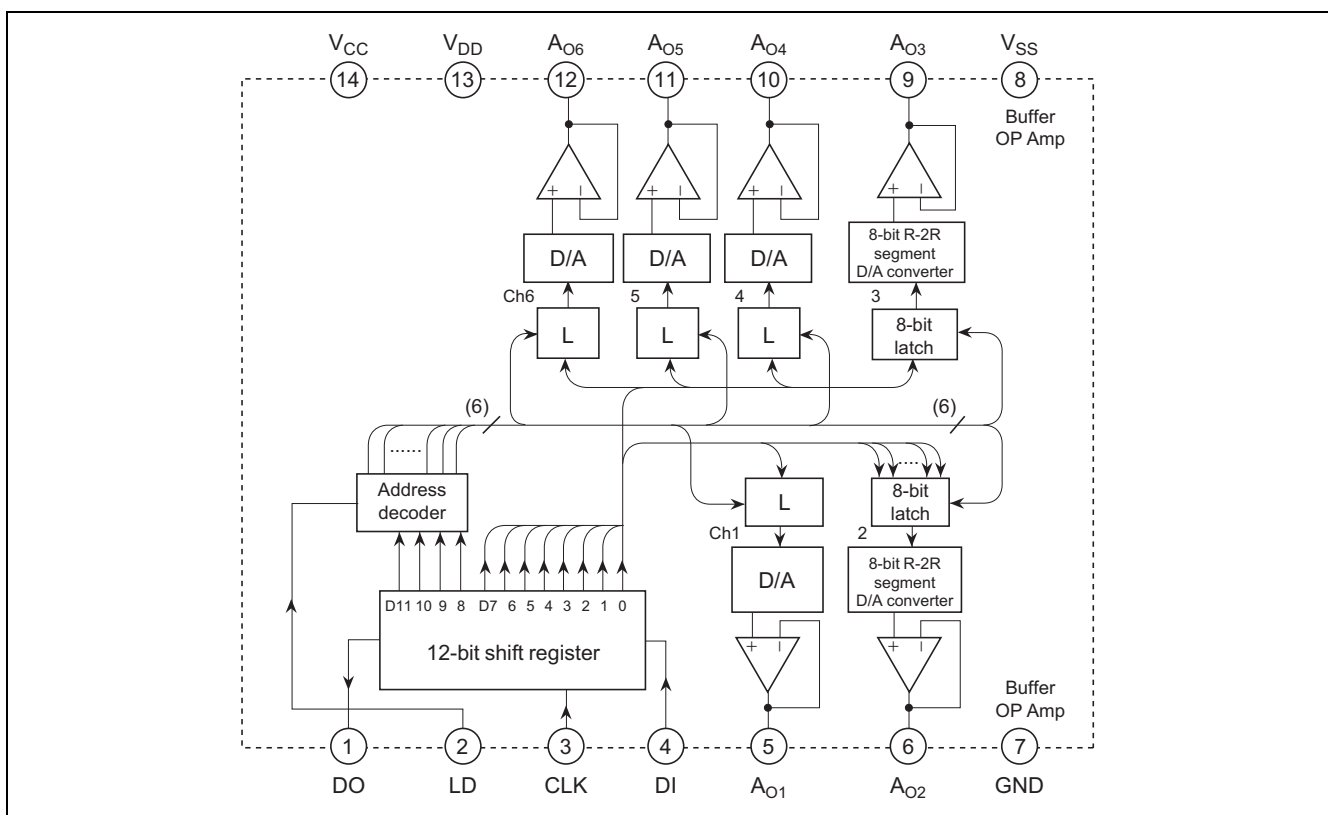 VCC VDD AO6 AO5 AO4 AO3 VSS
14 13 12 11 10 9 8
Buffer
OP Amp
+ − + − + − + −
D/A D/A D/A
8-bit R-2R
segment
D/A converter
Ch6 5 4 3
L L L
8-bit
latch
(6) (6)
......
Address
decoder
L
....
8-bit
latch
Ch1 2
D/A
8-bit R-2R
segment
D/A converter
D11 10 9 8 D7 6 5 4 3 2 1 0
12-bit shift register
+ − + −
Buffer
OP Amp
1 2 3 4 5 6 7
DO LD CLK DI AO1 AO2 GND